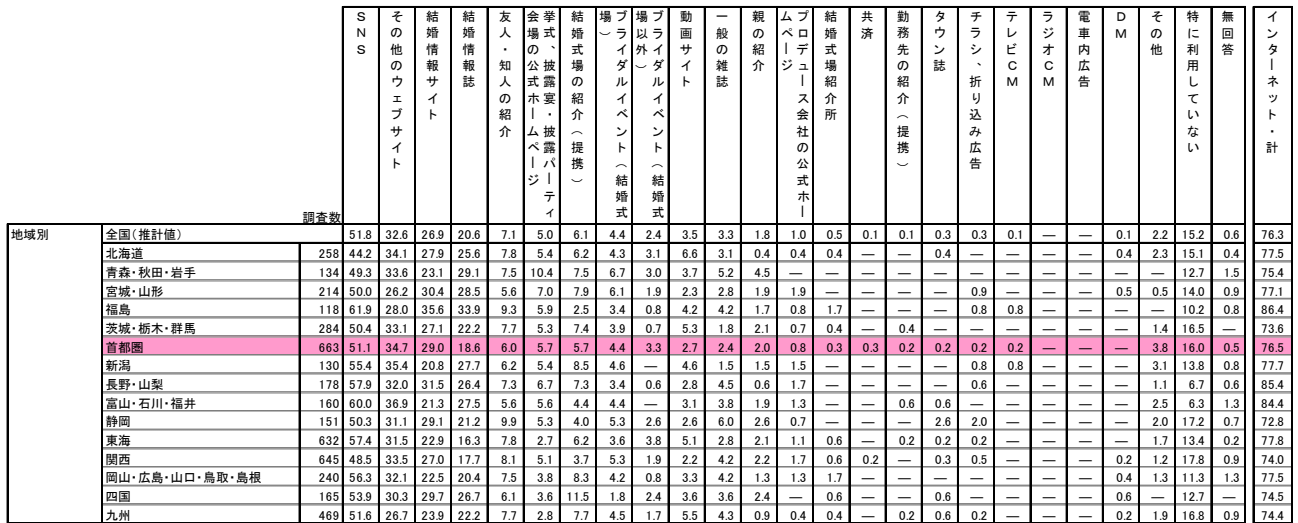 調査数 SNS その他のウェブサイト 結婚情報サイト 結婚情報誌 友人・知人の紹介 挙式、披露宴・披露パーティ会場の公式ホームページ 結婚式場の紹介（提携） ブライダルイベント（結婚式場） ブライダルイベント（結婚式場以外） 動画サイト 一般の雑誌 親の紹介 プロデュース会社の公式ホームページ 結婚式場紹介所 共済 勤務先の紹介（提携） タウン誌 チラシ、折り込み広告 テレビCM ラジオCM 電車内広告 DM その他 特に利用していない 無回答 インターネット・計
地域別 全国(推計値) 51.8 32.6 26.9 20.6 7.1 5.0 6.1 4.4 2.4 3.5 3.3 1.8 1.0 0.5 0.1 0.1 0.3 0.3 0.1 — — 0.1 2.2 15.2 0.6 76.3
北海道 258 44.2 34.1 27.9 25.6 7.8 5.4 6.2 4.3 3.1 6.6 3.1 0.4 0.4 0.4 — — 0.4 — — — — 0.4 2.3 15.1 0.4 77.5
青森・秋田・岩手 134 49.3 33.6 23.1 29.1 7.5 10.4 7.5 6.7 3.0 3.7 5.2 4.5 — — — — — — — — — — — 12.7 1.5 75.4
宮城・山形 214 50.0 26.2 30.4 28.5 5.6 7.0 7.9 6.1 1.9 2.3 2.8 1.9 1.9 — — — — 0.9 — — — 0.5 0.5 14.0 0.9 77.1
福島 118 61.9 28.0 35.6 33.9 9.3 5.9 2.5 3.4 0.8 4.2 4.2 1.7 0.8 1.7 — — — 0.8 0.8 — — — — 10.2 0.8 86.4
茨城・栃木・群馬 284 50.4 33.1 27.1 22.2 7.7 5.3 7.4 3.9 0.7 5.3 1.8 2.1 0.7 0.4 — 0.4 — — — — — — 1.4 16.5 — 73.6
首都圏 663 51.1 34.7 29.0 18.6 6.0 5.7 5.7 4.4 3.3 2.7 2.4 2.0 0.8 0.3 0.3 0.2 0.2 0.2 0.2 — — — 3.8 16.0 0.5 76.5
新潟 130 55.4 35.4 20.8 27.7 6.2 5.4 8.5 4.6 — 4.6 1.5 1.5 1.5 — — — — 0.8 0.8 — — — 3.1 13.8 0.8 77.7
長野・山梨 178 57.9 32.0 31.5 26.4 7.3 6.7 7.3 3.4 0.6 2.8 4.5 0.6 1.7 — — — — 0.6 — — — — 1.1 6.7 0.6 85.4
富山・石川・福井 160 60.0 36.9 21.3 27.5 5.6 5.6 4.4 4.4 — 3.1 3.8 1.9 1.3 — — 0.6 0.6 — — — — — 2.5 6.3 1.3 84.4
静岡 151 50.3 31.1 29.1 21.2 9.9 5.3 4.0 5.3 2.6 2.6 6.0 2.6 0.7 — — — 2.6 2.0 — — — — 2.0 17.2 0.7 72.8
東海 632 57.4 31.5 22.9 16.3 7.8 2.7 6.2 3.6 3.8 5.1 2.8 2.1 1.1 0.6 — 0.2 0.2 0.2 — — — — 1.7 13.4 0.2 77.8
関西 645 48.5 33.5 27.0 17.7 8.1 5.1 3.7 5.3 1.9 2.2 4.2 2.2 1.7 0.6 0.2 — 0.3 0.5 — — — 0.2 1.2 17.8 0.9 74.0
岡山・広島・山口・鳥取・島根 240 56.3 32.1 22.5 20.4 7.5 3.8 8.3 4.2 0.8 3.3 4.2 1.3 1.3 1.7 — — — — — — — 0.4 1.3 11.3 1.3 77.5
四国 165 53.9 30.3 29.7 26.7 6.1 3.6 11.5 1.8 2.4 3.6 3.6 2.4 — 0.6 — — 0.6 — — — — 0.6 — 12.7 — 74.5
九州 469 51.6 26.7 23.9 22.2 7.7 2.8 7.7 4.5 1.7 5.5 4.3 0.9 0.4 0.4 — 0.2 0.6 0.2 — — — 0.2 1.9 16.8 0.9 74.4